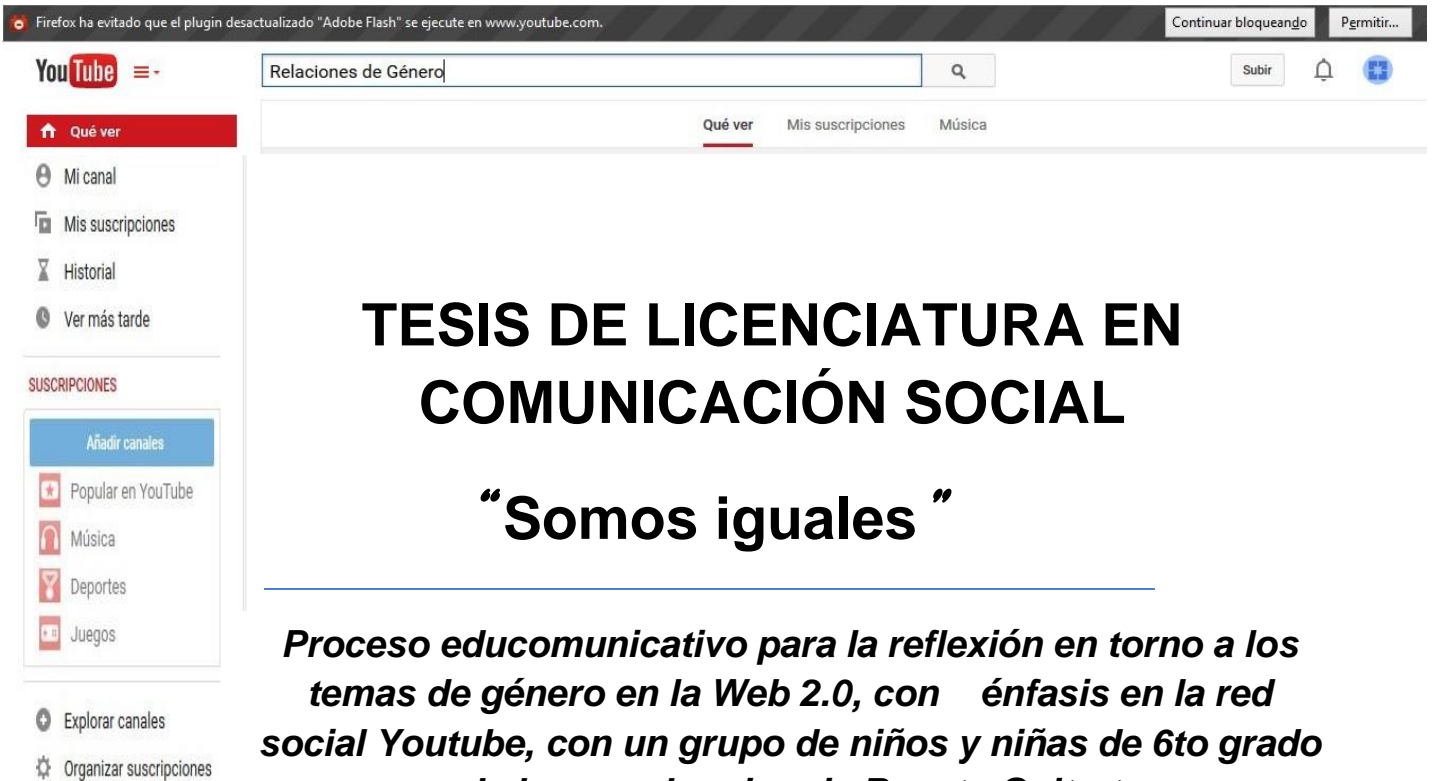 Firefox ha evitado que el plugin desactualizado "Adobe Flash" se ejecute en www.youtube.com.
Continuar bloqueando
Permitir...
YouTube
Relaciones de Género
Subir
Qué ver
Qué ver Mis suscripciones Música
Mi canal
Mis suscripciones
Historial
Ver más tarde
SUSCRIPCIONES
Añadir canales
Popular en YouTube
Música
Deportes
Juegos
Explorar canales
Organizar suscripciones
TESIS DE LICENCIATURA EN
COMUNICACIÓN SOCIAL
“Somos iguales”
Proceso educomunicativo para la reflexión en torno a los
temas de género en la Web 2.0, con énfasis en la red
social Youtube, con un grupo de niños y niñas de 6to grado